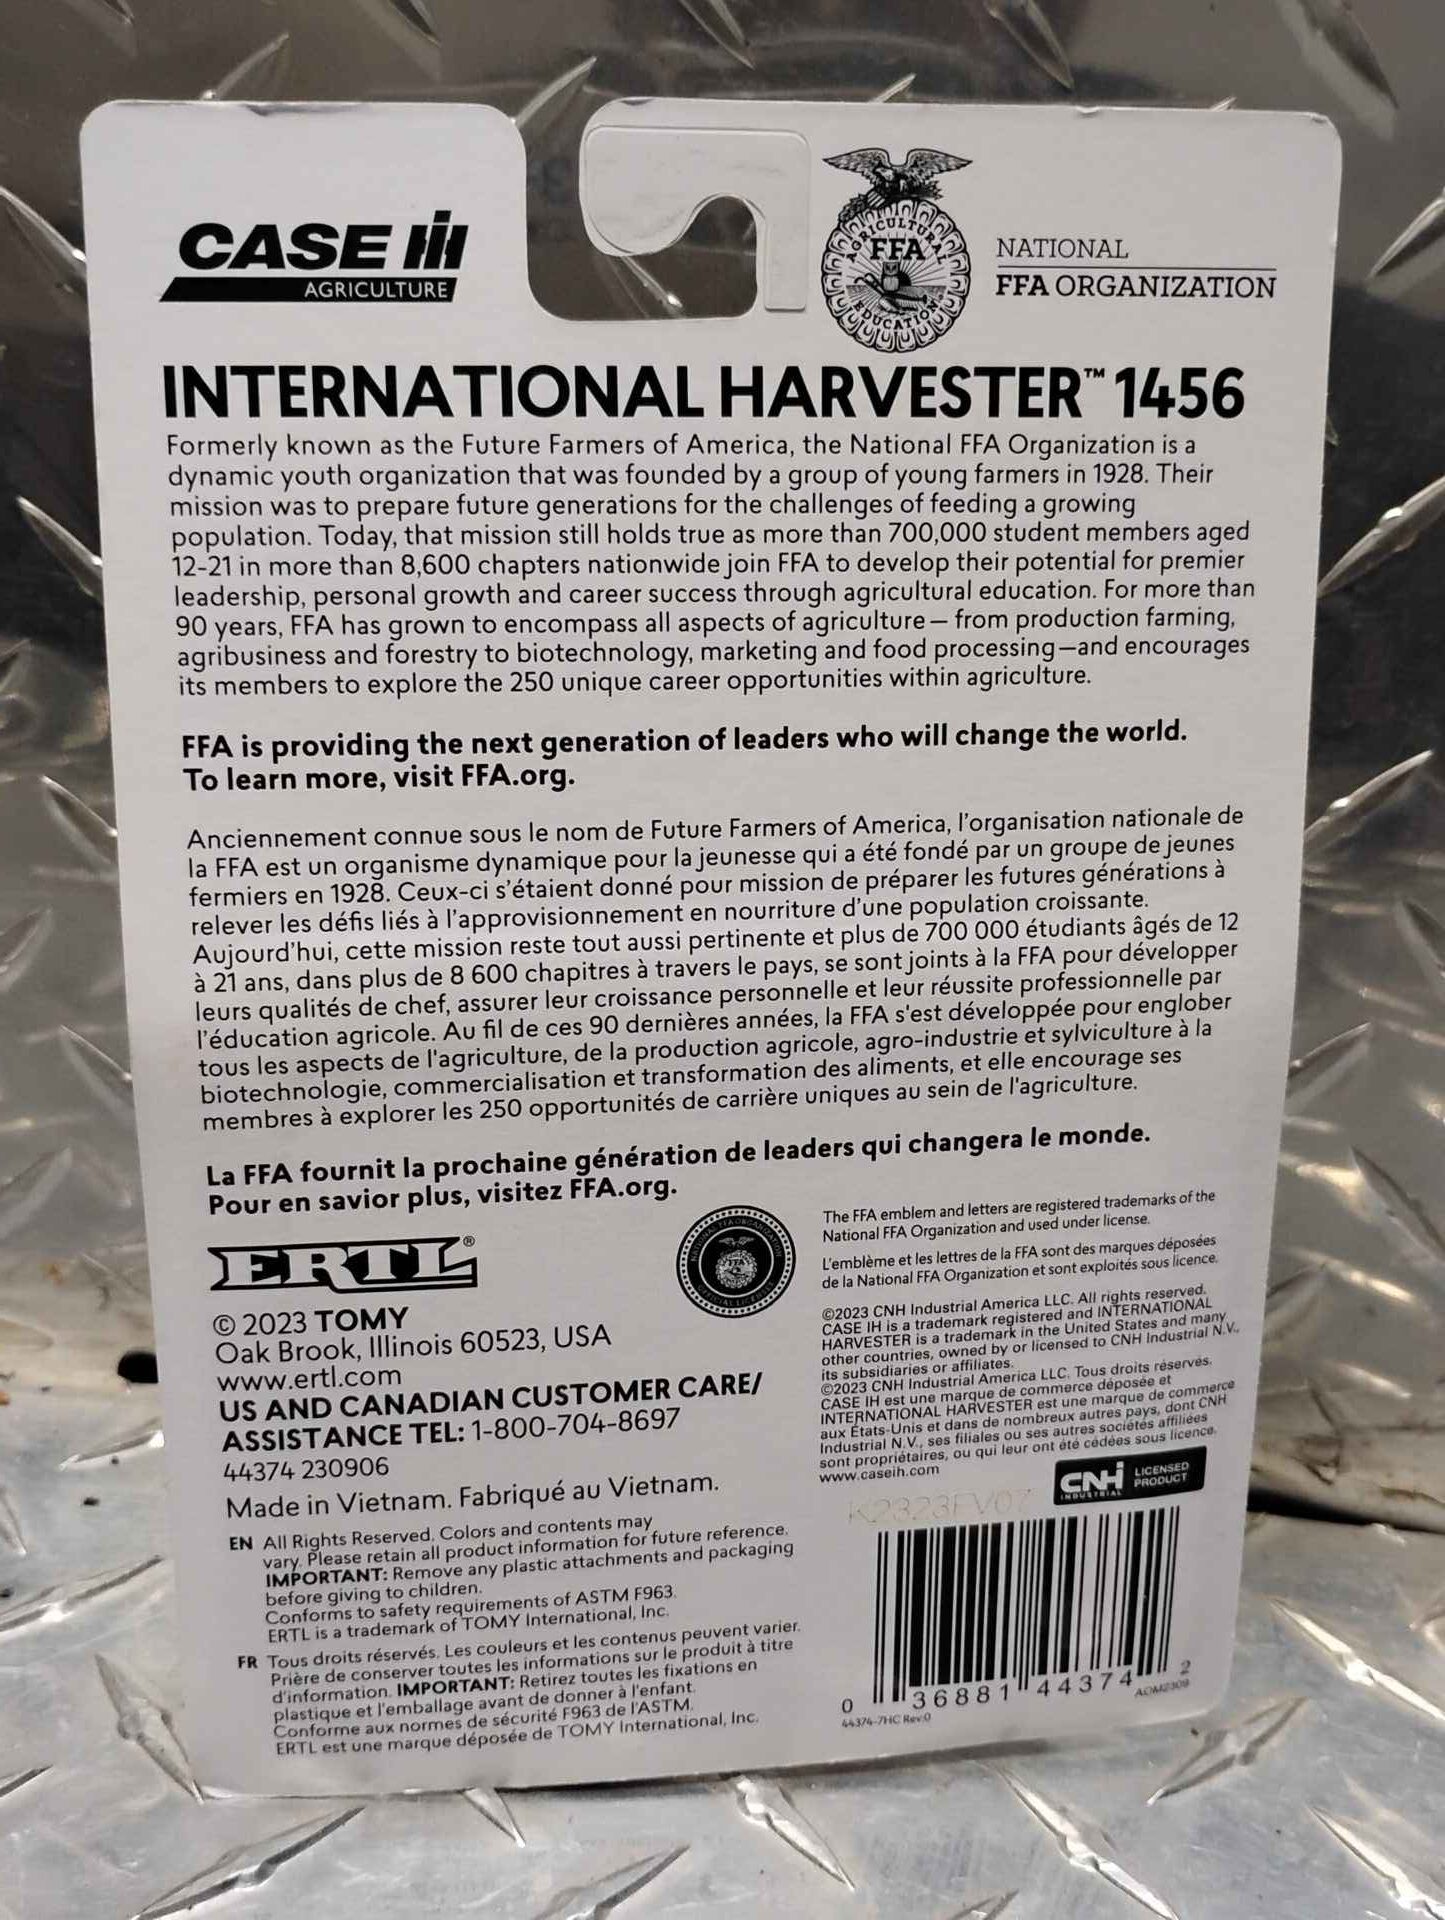 CASE IH
AGRICULTURE
AGRICULTURAL
FFA
EDUCATION
NATIONAL
FFA ORGANIZATION
INTERNATIONAL HARVESTER™ 1456
Formerly known as the Future Farmers of America, the National FFA Organization is a
dynamic youth organization that was founded by a group of young farmers in 1928. Their
mission was to prepare future generations for the challenges of feeding a growing
population. Today, that mission still holds true as more than 700,000 student members aged
12-21 in more than 8,600 chapters nationwide join FFA to develop their potential for premier
leadership, personal growth and career success through agricultural education. For more than
90 years, FFA has grown to encompass all aspects of agriculture — from production farming,
agribusiness and forestry to biotechnology, marketing and food processing—and encourages
its members to explore the 250 unique career opportunities within agriculture.
FFA is providing the next generation of leaders who will change the world.
To learn more, visit FFA.org.
Anciennement connue sous le nom de Future Farmers of America, l'organisation nationale de
la FFA est un organisme dynamique pour la jeunesse qui a été fondé par un groupe de jeunes
fermiers en 1928. Ceux-ci s'étaient donné pour mission de préparer les futures générations à
relever les défis liés à l'approvisionnement en nourriture d'une population croissante.
Aujourd'hui, cette mission reste tout aussi pertinente et plus de 700 000 étudiants âgés de 12
à 21 ans, dans plus de 8 600 chapitres à travers le pays, se sont joints à la FFA pour développer
leurs qualités de chef, assurer leur croissance personnelle et leur réussite professionnelle par
l'éducation agricole. Au fil de ces 90 dernières années, la FFA s'est développée pour englober
tous les aspects de l'agriculture, de la production agricole, agro-industrie et sylviculture à la
biotechnologie, commercialisation et transformation des aliments, et elle encourage ses
membres à explorer les 250 opportunités de carrière uniques au sein de l'agriculture.
La FFA fournit la prochaine génération de leaders qui changera le monde.
Pour en savior plus, visitez FFA.org.
ERTL®
© 2023 TOMY
Oak Brook, Illinois 60523, USA
www.ertl.com
US AND CANADIAN CUSTOMER CARE/
ASSISTANCE TEL: 1-800-704-8697
44374 230906
Made in Vietnam. Fabriqué au Vietnam.
EN All Rights Reserved. Colors and contents may
vary. Please retain all product information for future reference.
IMPORTANT: Remove any plastic attachments and packaging
before giving to children.
Conforms to safety requirements of ASTM F963.
ERTL is a trademark of TOMY International, Inc.
FR Tous droits réservés. Les couleurs et les contenus peuvent varier.
Prière de conserver toutes les informations sur le produit à titre
d'information. IMPORTANT: Retirez toutes les fixations en
plastique et l'emballage avant de donner à l'enfant.
Conforme aux normes de sécurité F963 de l'ASTM.
ERTL est une marque déposée de TOMY International, Inc.
NATIONAL FFA ORGANIZATION
FFA
OFFICIAL LICENSEE
The FFA emblem and letters are registered trademarks of the
National FFA Organization and used under license.
L'emblème et les lettres de la FFA sont des marques déposées
de la National FFA Organization et sont exploités sous licence.
©2023 CNH Industrial America LLC. All rights reserved.
CASE IH is a trademark registered and INTERNATIONAL
HARVESTER is a trademark in the United States and many
other countries, owned by or licensed to CNH Industrial N.V.,
its subsidiaries or affiliates.
©2023 CNH Industrial America LLC. Tous droits réservés.
CASE IH est une marque de commerce déposée et
INTERNATIONAL HARVESTER est une marque de commerce
aux États-Unis et dans de nombreux autres pays, dont CNH
Industrial N.V., ses filiales ou ses autres sociétés affiliées
sont propriétaires, ou qui leur ont été cédées sous licence.
www.caseih.com
CNH
INDUSTRIAL
LICENSED
PRODUCT
K2323FV07
0 36881 44374 2
AOM2309
44374-7HC Rev.0